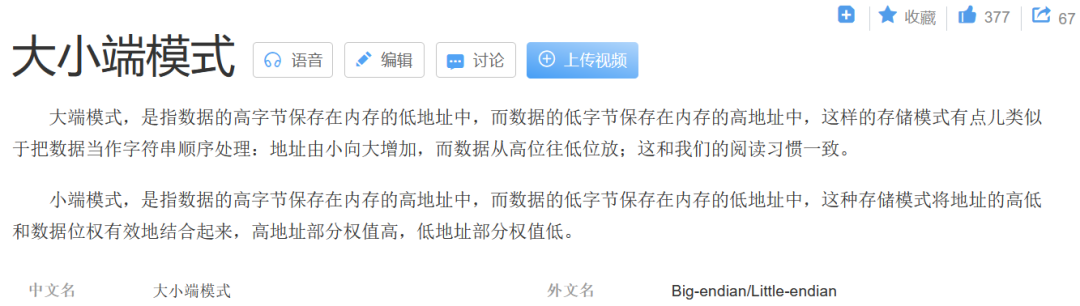 收藏 377 67
大小端模式 语音 编辑 讨论 上传视频
大端模式，是指数据的高字节保存在内存的低地址中，而数据的低字节保存在内存的高地址中，这样的存储模式有点儿类似
于把数据当作字符串顺序处理：地址由小向大增加，而数据从高位往低位放；这和我们的阅读习惯一致。
小端模式，是指数据的高字节保存在内存的高地址中，而数据的低字节保存在内存的低地址中，这种存储模式将地址的高低
和数据位权有效地结合起来，高地址部分权值高，低地址部分权值低。
中文名 大小端模式 外文名 Big-endian/Little-endian